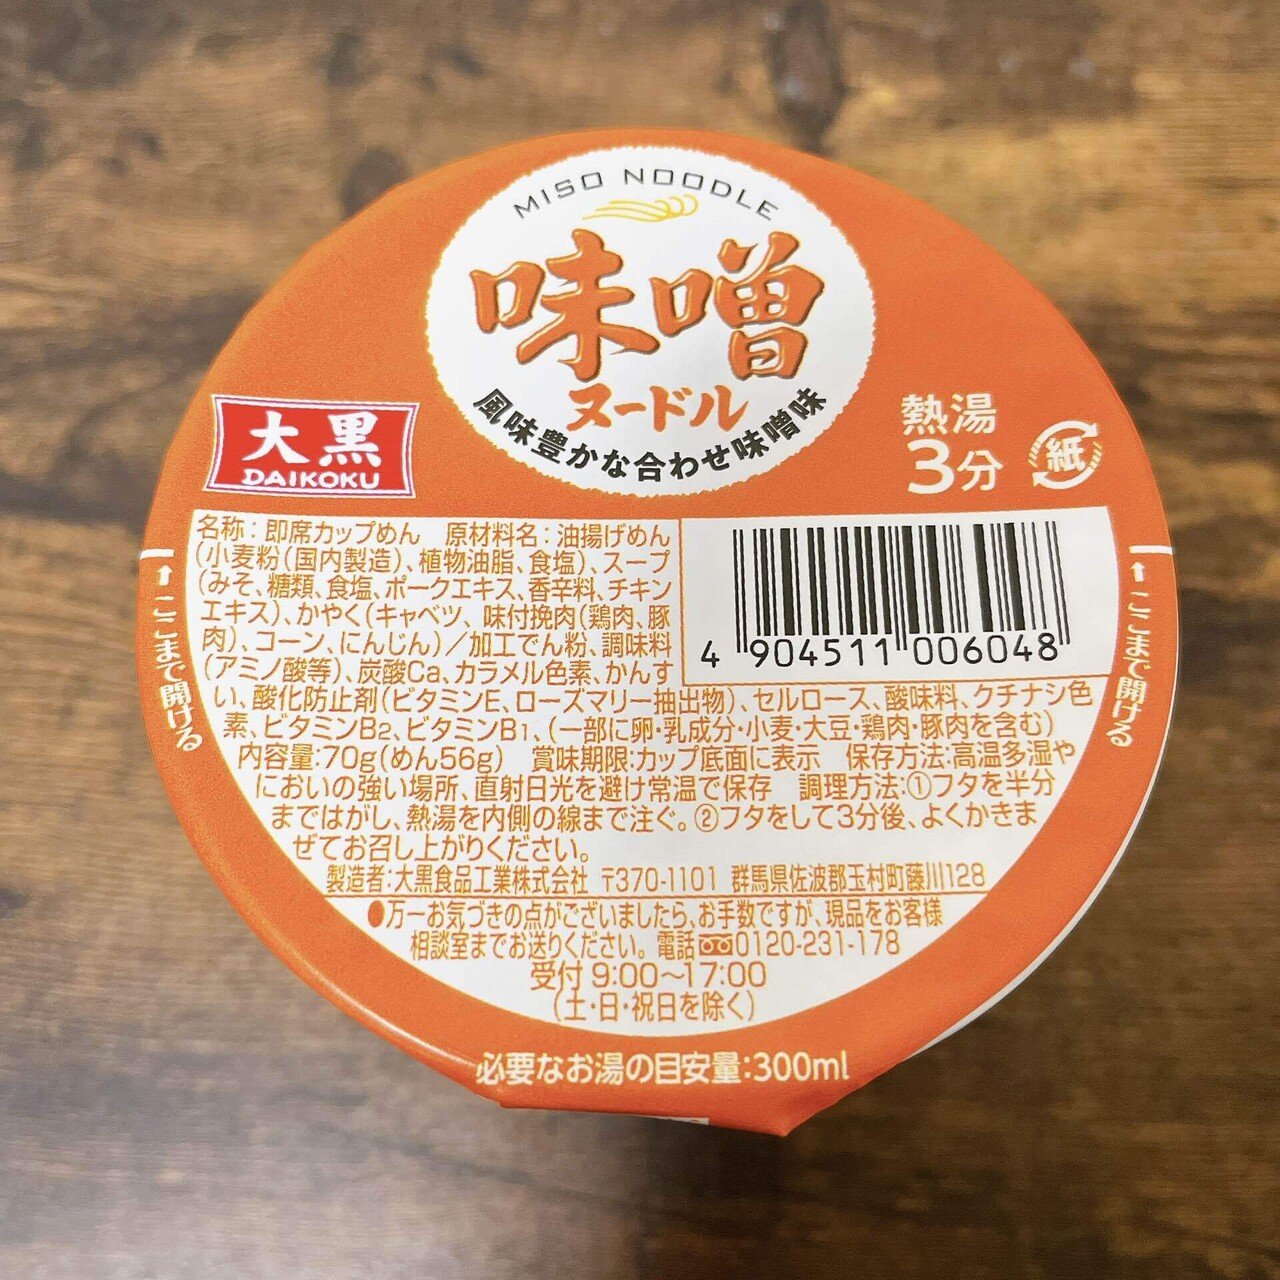 MISO NOODLE
味噌
ヌードル
風味豊かな合わせ味噌味
大黒
DAIKOKU
熱湯
3分
紙
↑ここまで開ける
↑ここまで開ける
名称：即席カップめん 原材料名：油揚げめん
(小麦粉(国内製造)、植物油脂、食塩)、スープ
(みそ、糖類、食塩、ポークエキス、香辛料、チキン
エキス)、かやく(キャベツ、味付挽肉(鶏肉、豚
肉)、コーン、にんじん)／加工でん粉、調味料
(アミノ酸等)、炭酸Ca、カラメル色素、かんす
い、酸化防止剤(ビタミンE、ローズマリー抽出物)、セルロース、酸味料、クチナシ色
素、ビタミンB2、ビタミンB1、(一部に卵・乳成分・小麦・大豆・鶏肉・豚肉を含む)
内容量:70g(めん56g) 賞味期限:カップ底面に表示 保存方法:高温多湿や
においの強い場所、直射日光を避け常温で保存 調理方法:①フタを半分
まではがし、熱湯を内側の線まで注ぐ。②フタをして3分後、よくかきま
ぜてお召し上がりください。
製造者:大黒食品工業株式会社 〒370-1101 群馬県佐波郡玉村町藤川128
4 904511 006048
●万一お気づきの点がございましたら、お手数ですが、現品をお客様
相談室までお送りください。電話 0120-231-178
受付 9:00～17:00
(土・日・祝日を除く)
必要なお湯の目安量:300ml